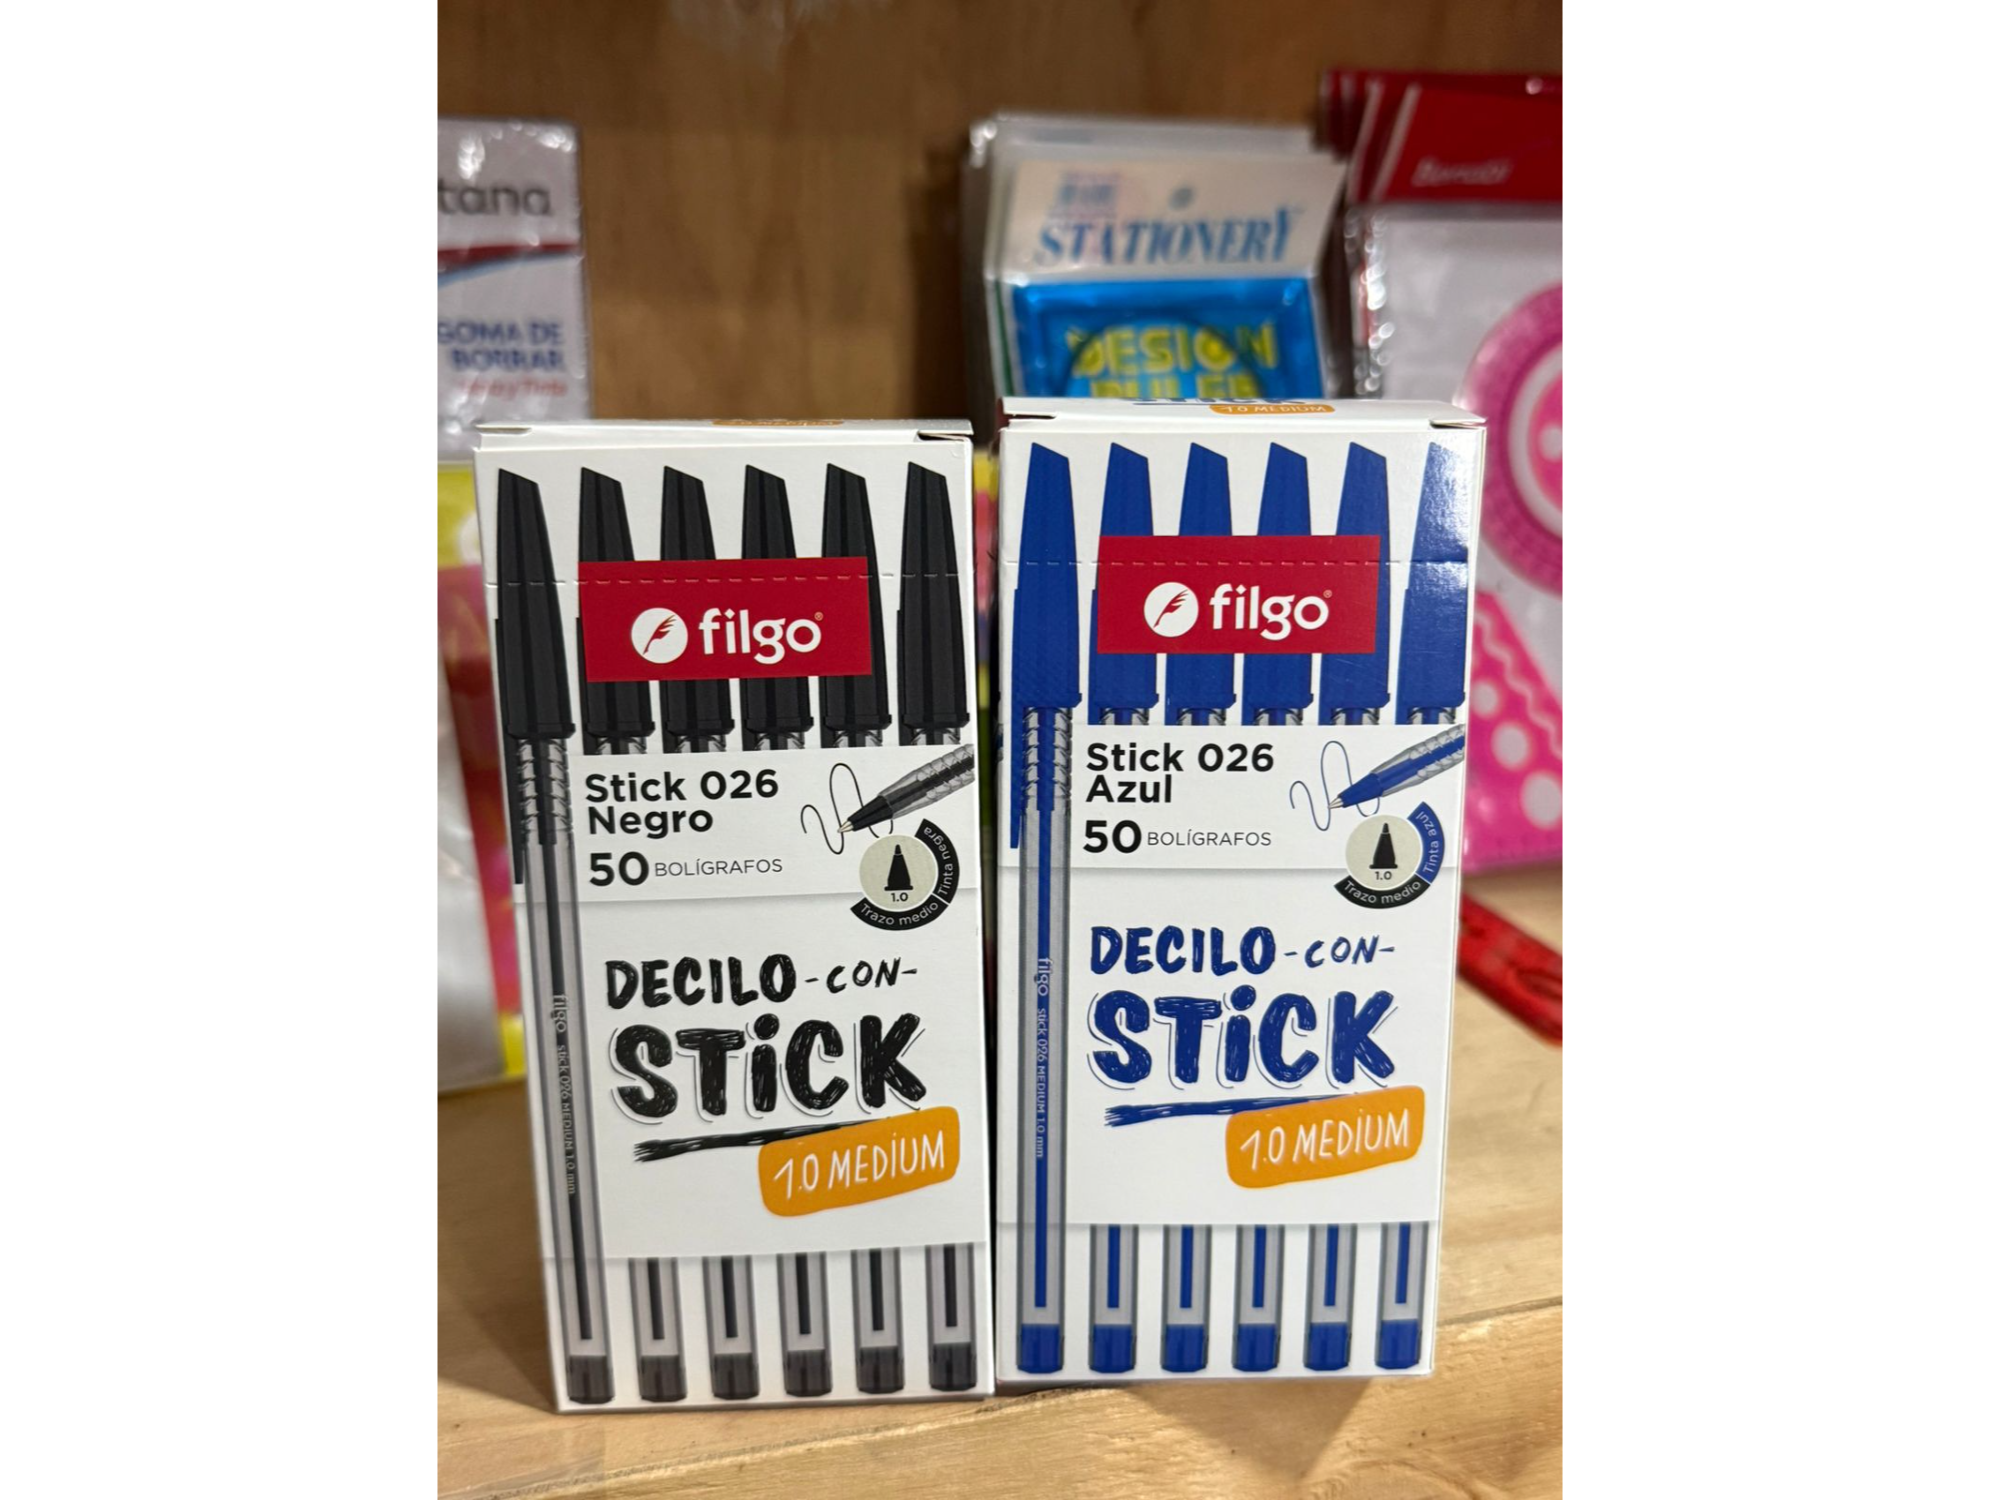 tana
GOMA DE
BORRAR
STATIONERY
DESIGN
RULER
1.0 MEDIUM
filgo®
Stick 026
Negro
50 BOLÍGRAFOS
1.0
Trazo medio
Tinta negra
DECILO -CON-
STiCK
1.0 MEDiUM
filgo stick 026 MEDIUM 1.0 mm
filgo®
Stick 026
Azul
50 BOLÍGRAFOS
1.0
Trazo medio
Tinta azul
DECILO -CON-
STiCK
1.0 MEDiUM
filgo stick 026 MEDIUM 1.0 mm